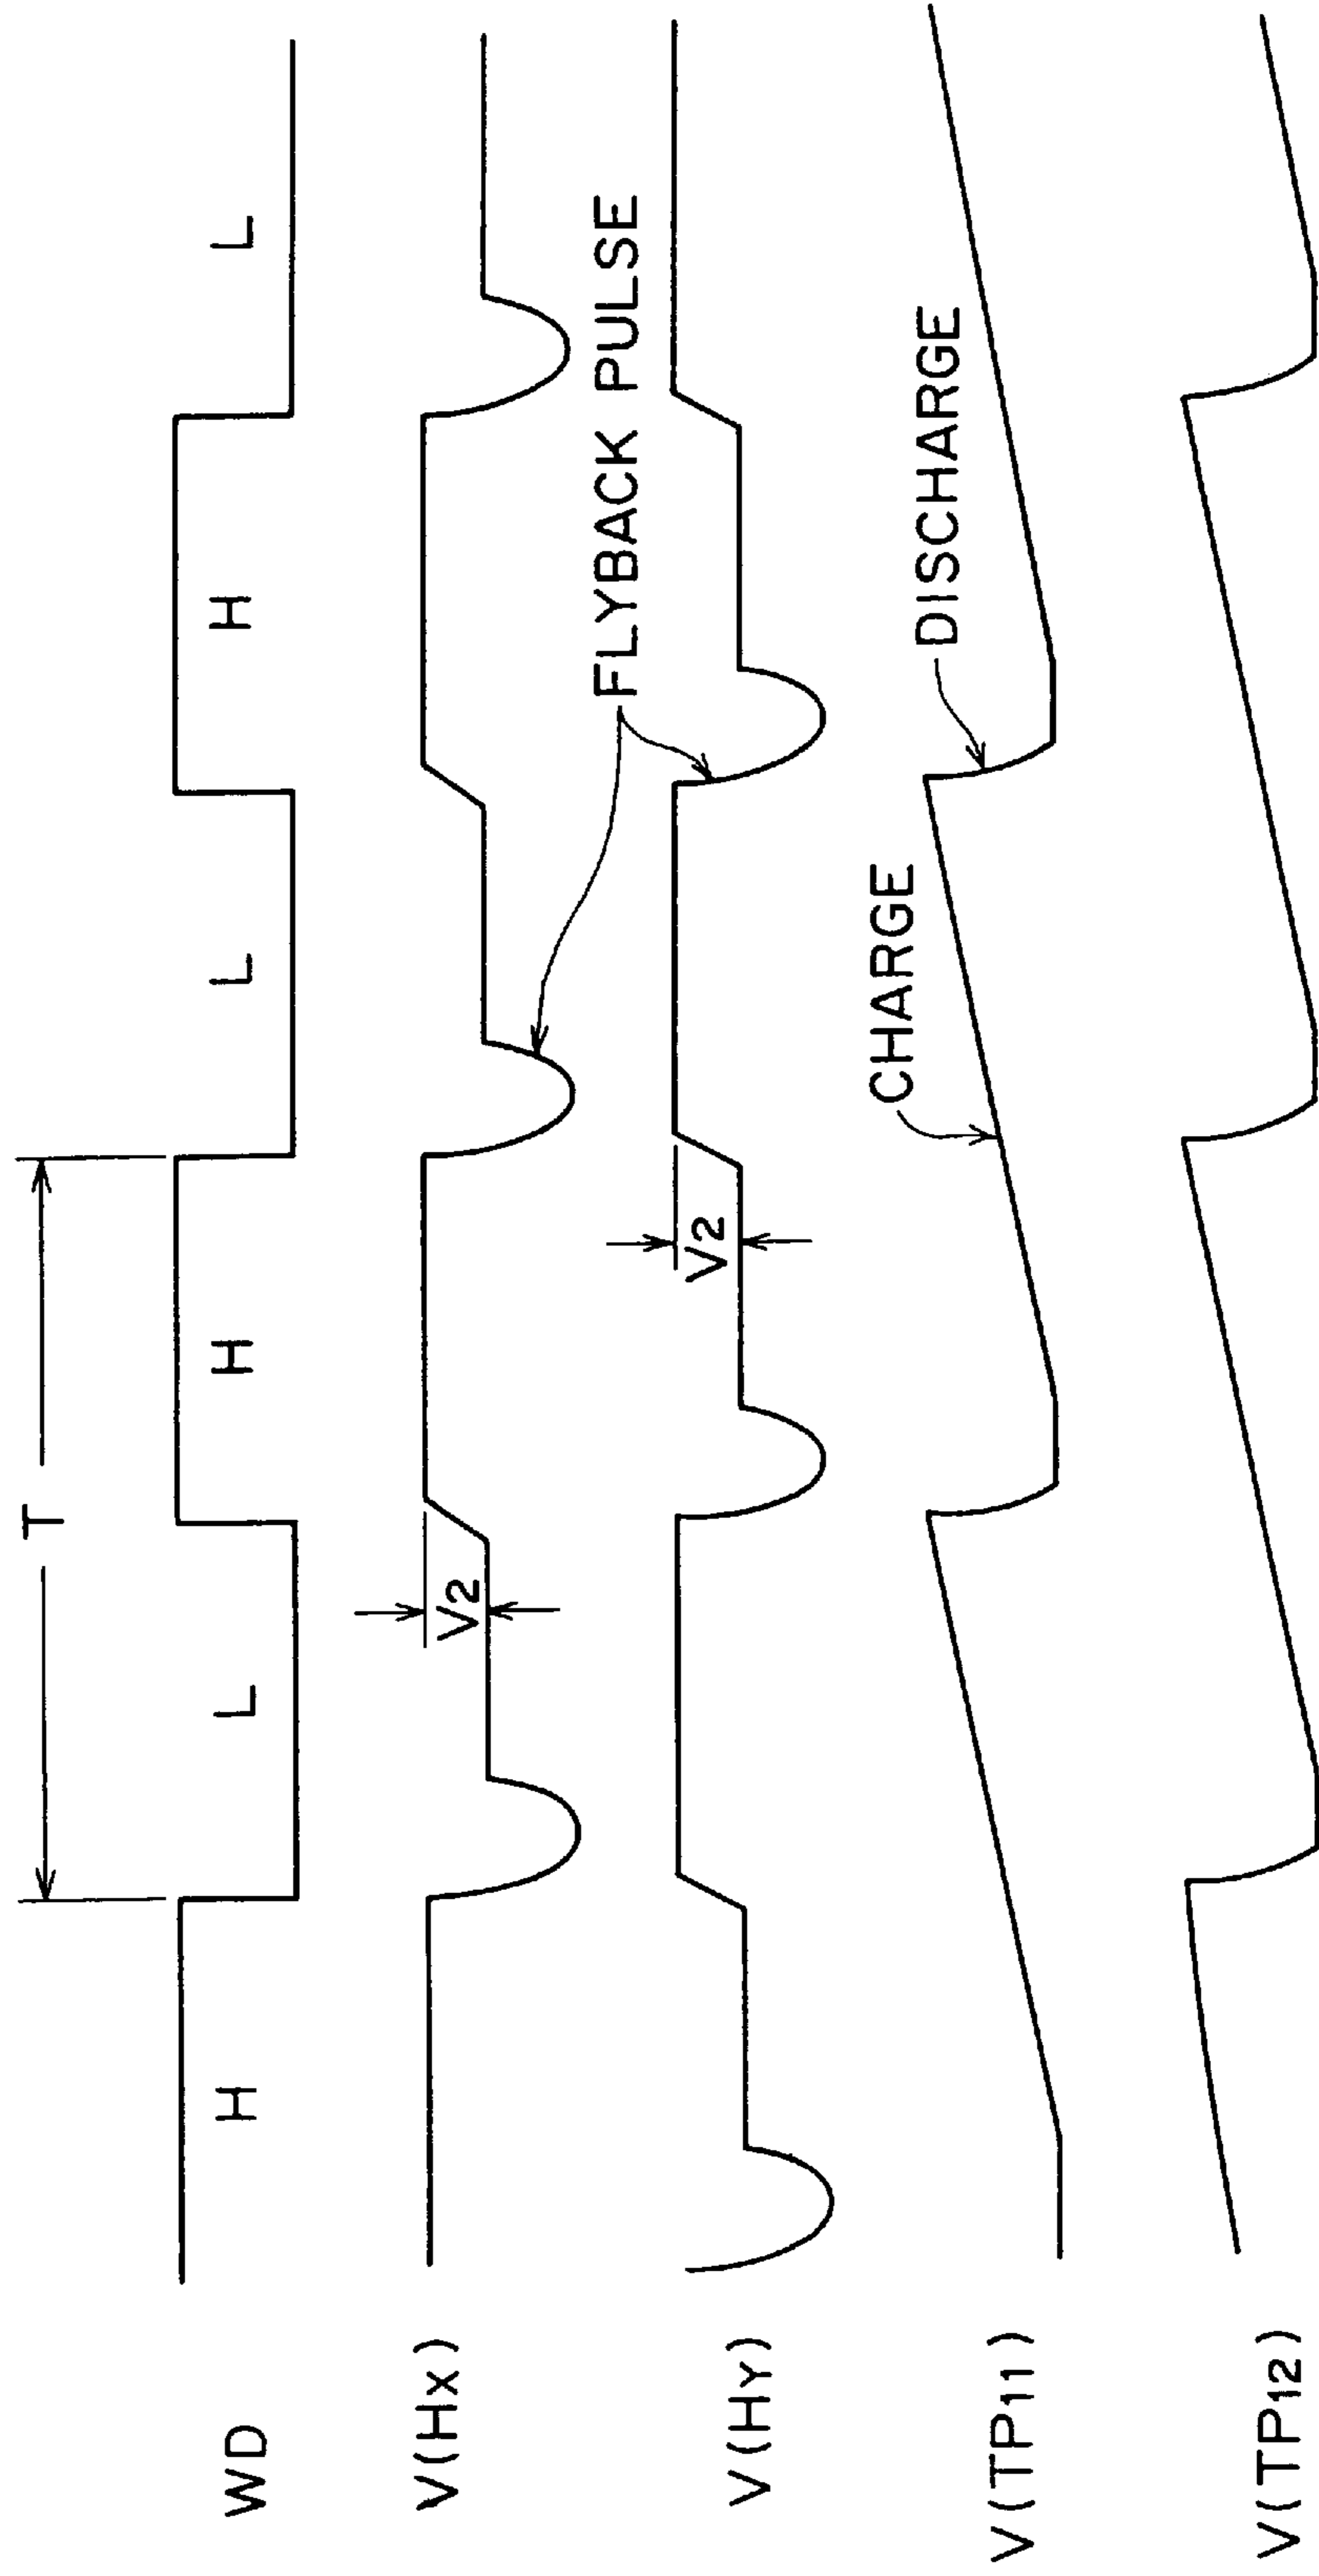 T
WD
H
L
H
L
H
L
V(HX)
V2
FLYBACK PULSE
V(HY)
V2
V(TP11)
CHARGE
DISCHARGE
V(TP12)